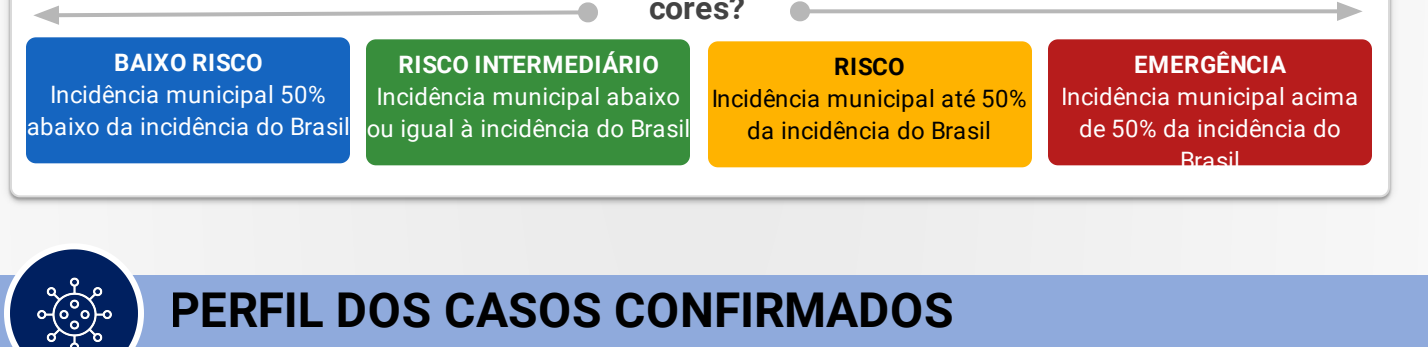 cores?
BAIXO RISCO
Incidência municipal 50%
abaixo da incidência do Brasil
RISCO INTERMEDIÁRIO
Incidência municipal abaixo
ou igual à incidência do Brasil
RISCO
Incidência municipal até 50%
da incidência do Brasil
EMERGÊNCIA
Incidência municipal acima
de 50% da incidência do
Brasil
PERFIL DOS CASOS CONFIRMADOS